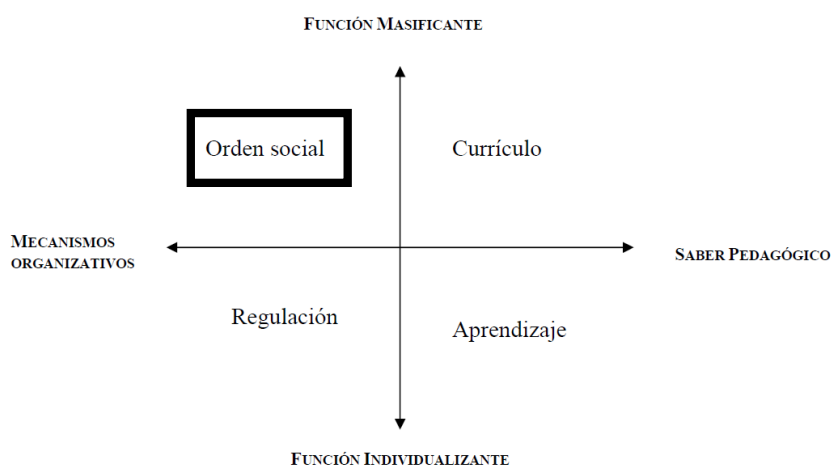 FUNCIÓN MASIFICANTE
Orden social
Currículo
MECANISMOS
ORGANIZATIVOS
SABER PEDAGÓGICO
Regulación
Aprendizaje
FUNCIÓN INDIVIDUALIZANTE